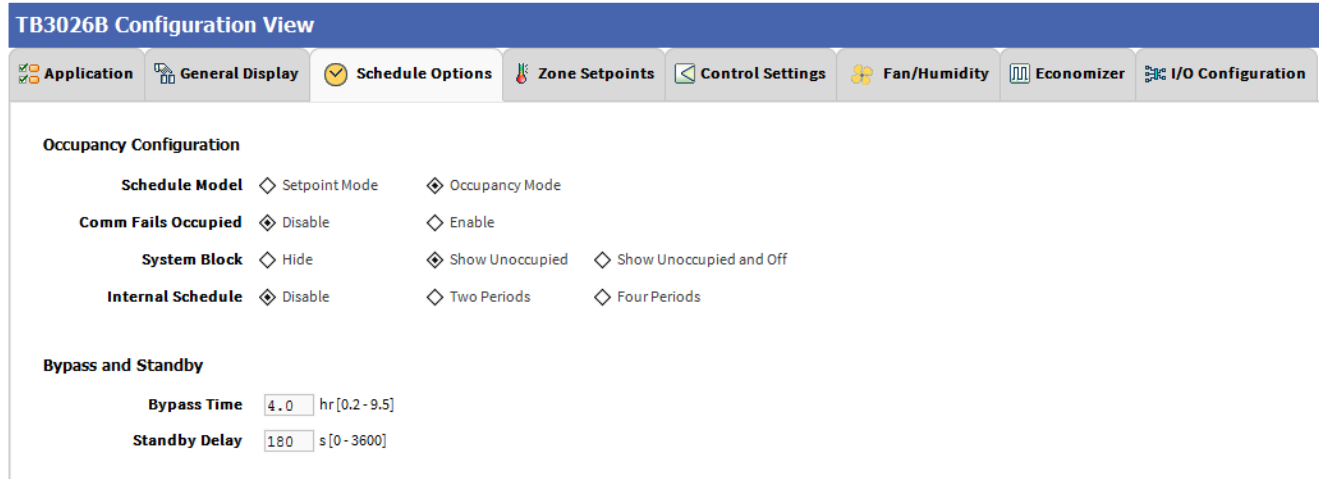 TB3026B Configuration View
Application General Display Schedule Options Zone Setpoints Control Settings Fan/Humidity Economizer I/O Configuration
Occupancy Configuration
Schedule Model Setpoint Mode Occupancy Mode
Comm Fails Occupied Disable Enable
System Block Hide Show Unoccupied Show Unoccupied and Off
Internal Schedule Disable Two Periods Four Periods
Bypass and Standby
Bypass Time 4.0 hr [0.2 - 9.5]
Standby Delay 180 s [0 - 3600]